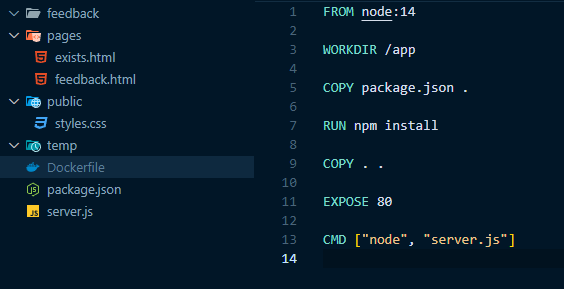 feedback
pages
exists.html
feedback.html
public
styles.css
temp
Dockerfile
package.json
JS server.js
1 FROM node:14
2
3 WORKDIR /app
4
5 COPY package.json .
6
7 RUN npm install
8
9 COPY . .
10
11 EXPOSE 80
12
13 CMD ["node", "server.js"]
14